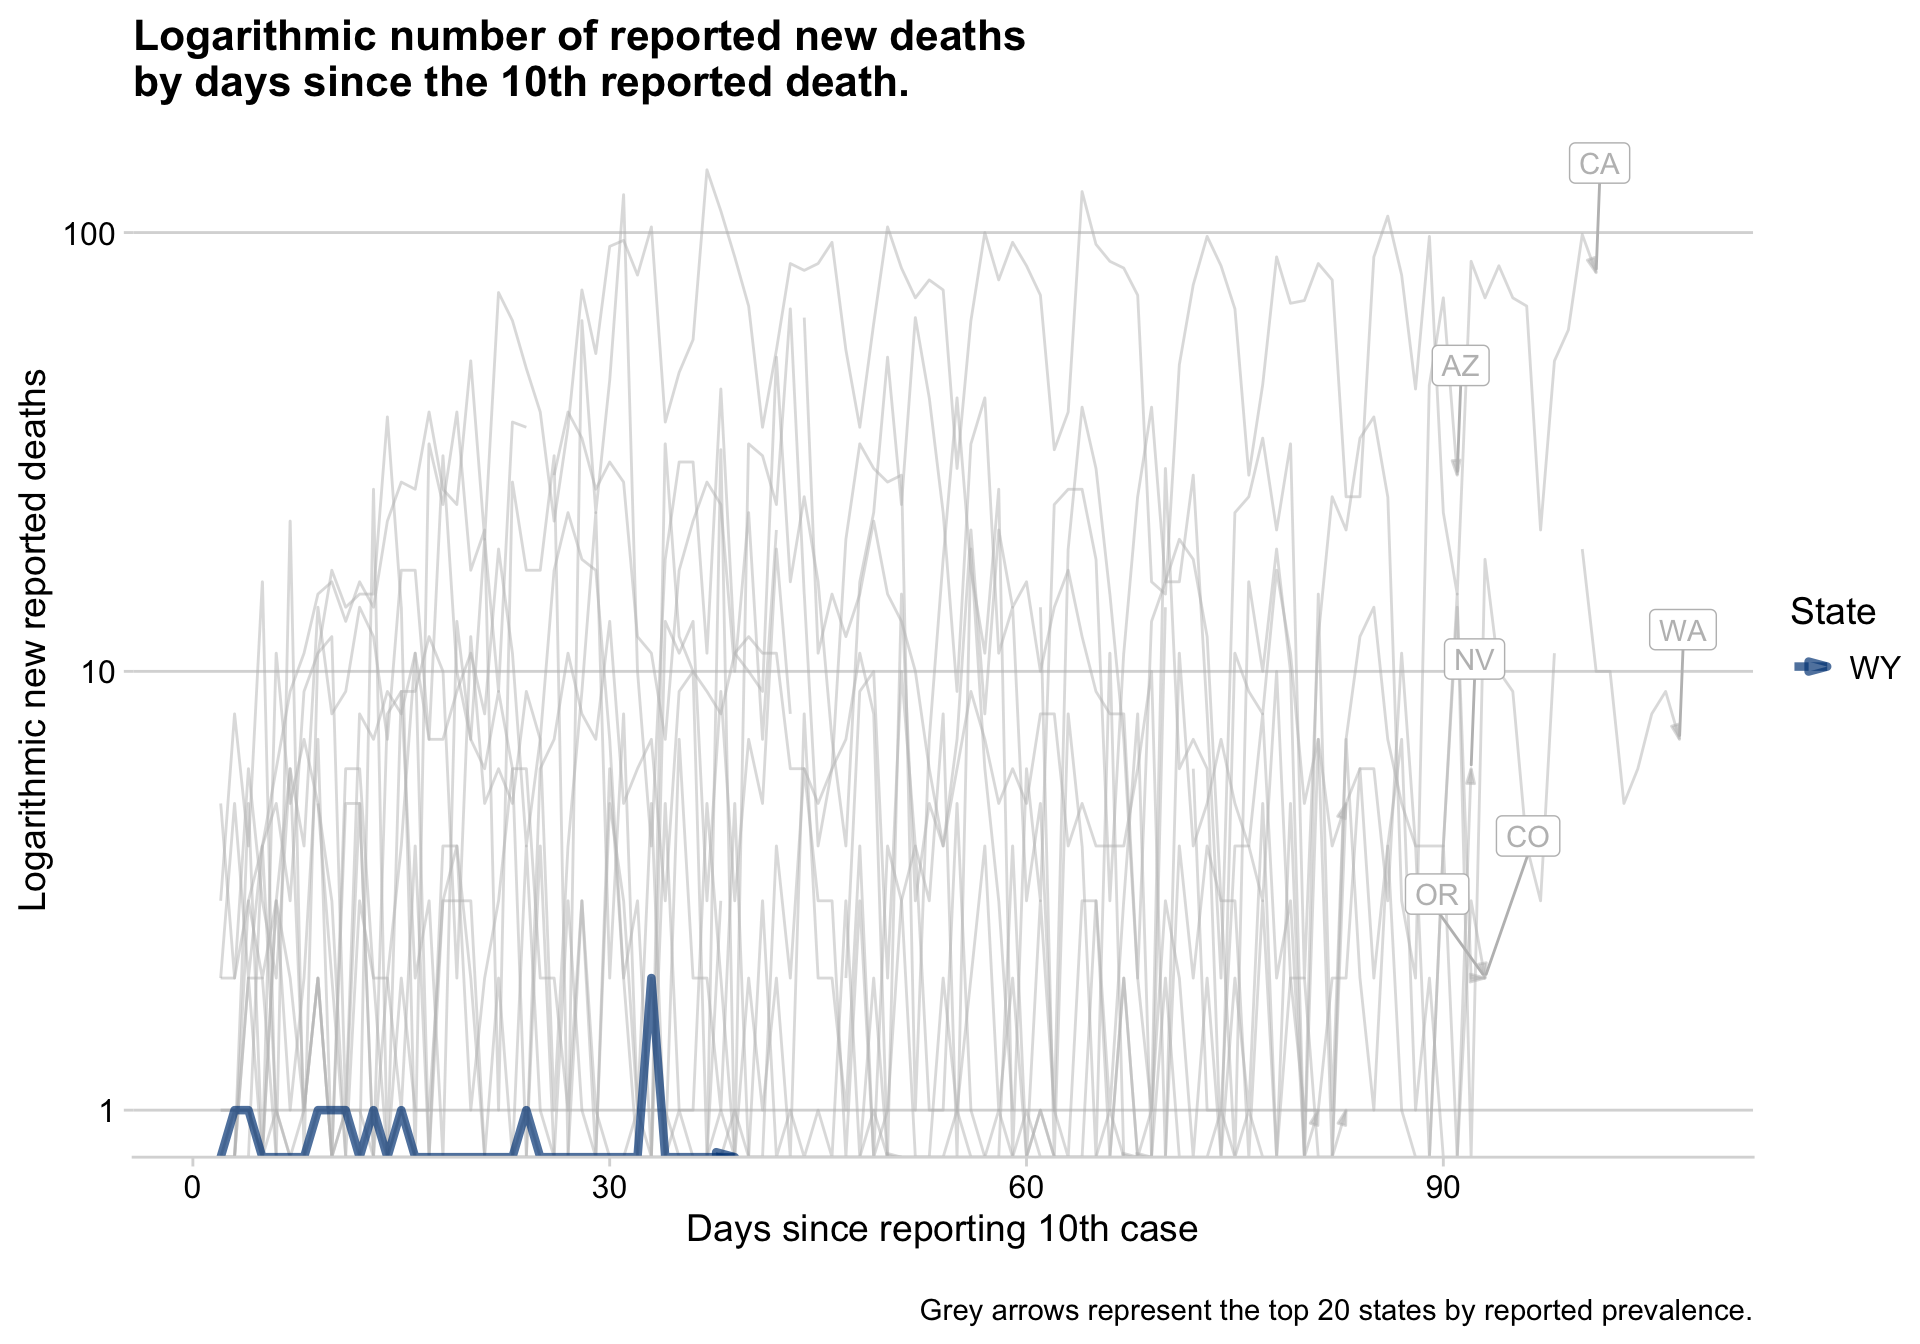 Logarithmic number of reported new deaths
by days since the 10th reported death.
Logarithmic new reported deaths
100
10
1
CA
AZ
WA
NV
CO
OR
State
WY
0 30 60 90
Days since reporting 10th case
Grey arrows represent the top 20 states by reported prevalence.